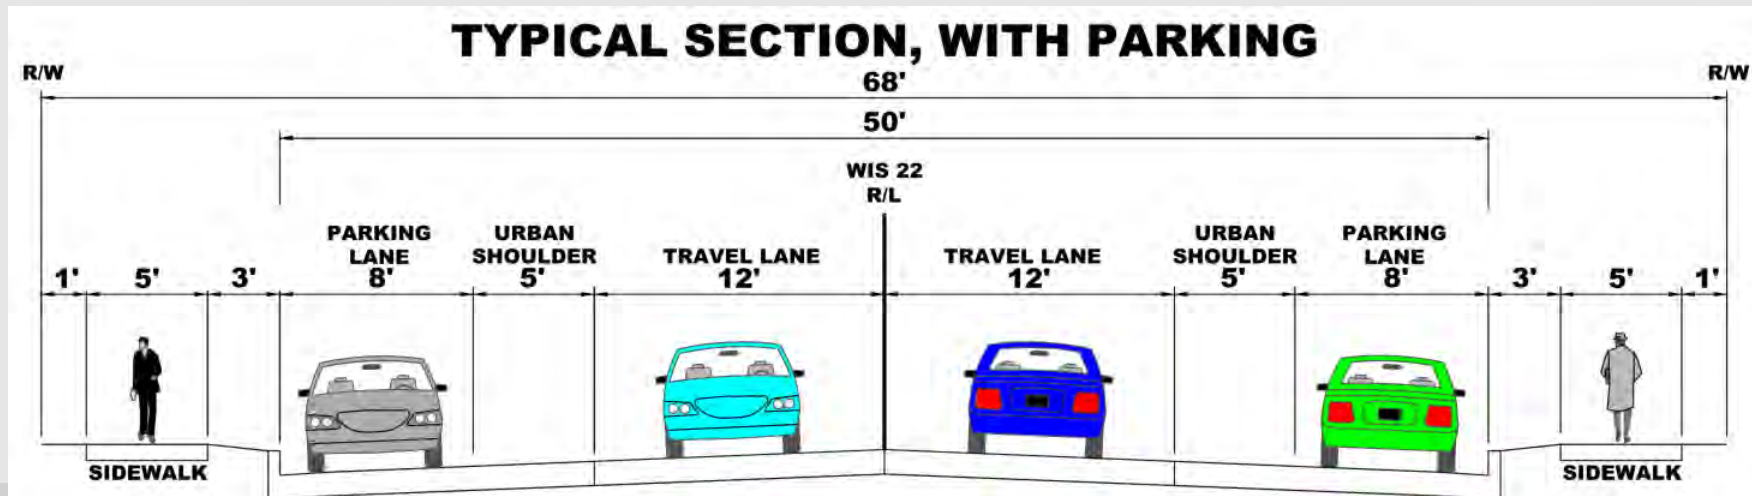 TYPICAL SECTION, WITH PARKING
R/W
68'
R/W
50'
WIS 22
R/L
PARKING
LANE
8'
URBAN
SHOULDER
5'
TRAVEL LANE
12'
TRAVEL LANE
12'
URBAN
SHOULDER
5'
PARKING
LANE
8'
1'
5'
3'
3'
5'
1'
SIDEWALK
SIDEWALK